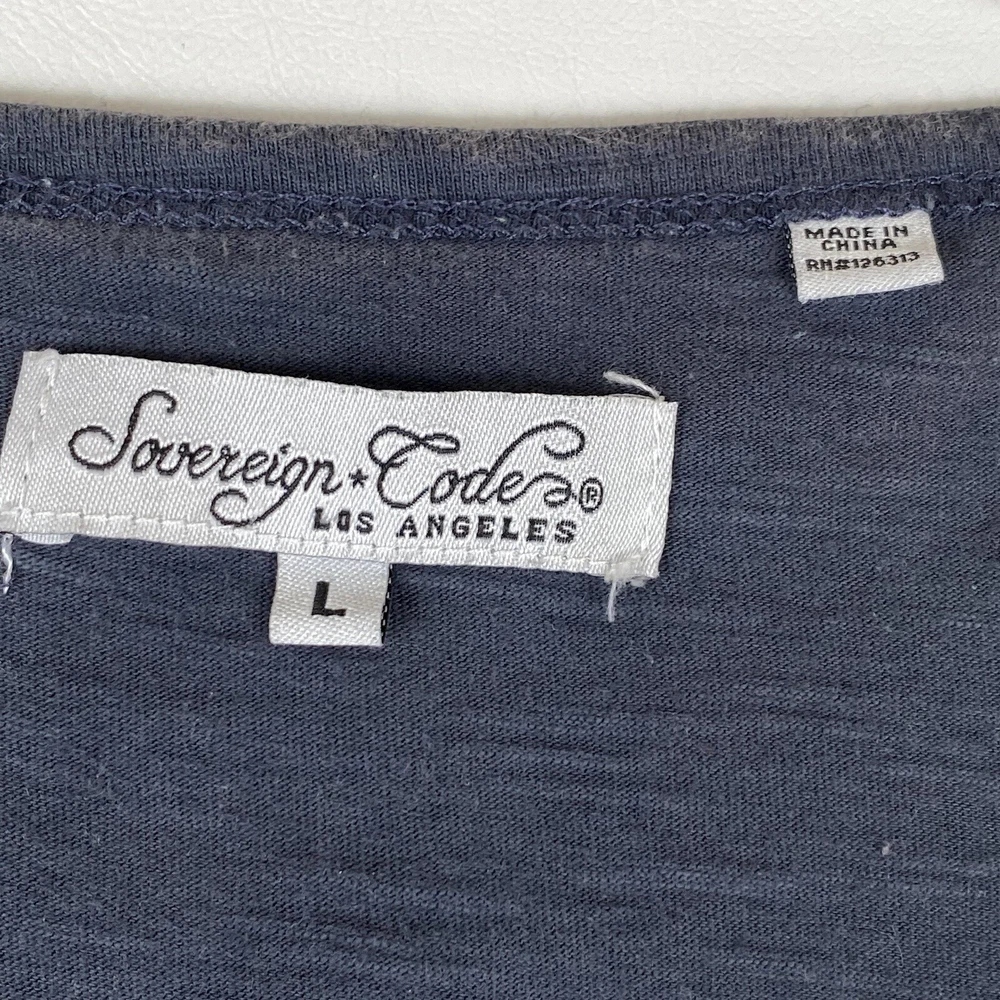 MADE IN
CHINA
RN#126313
Sovereign★Code®
LOS ANGELES
L